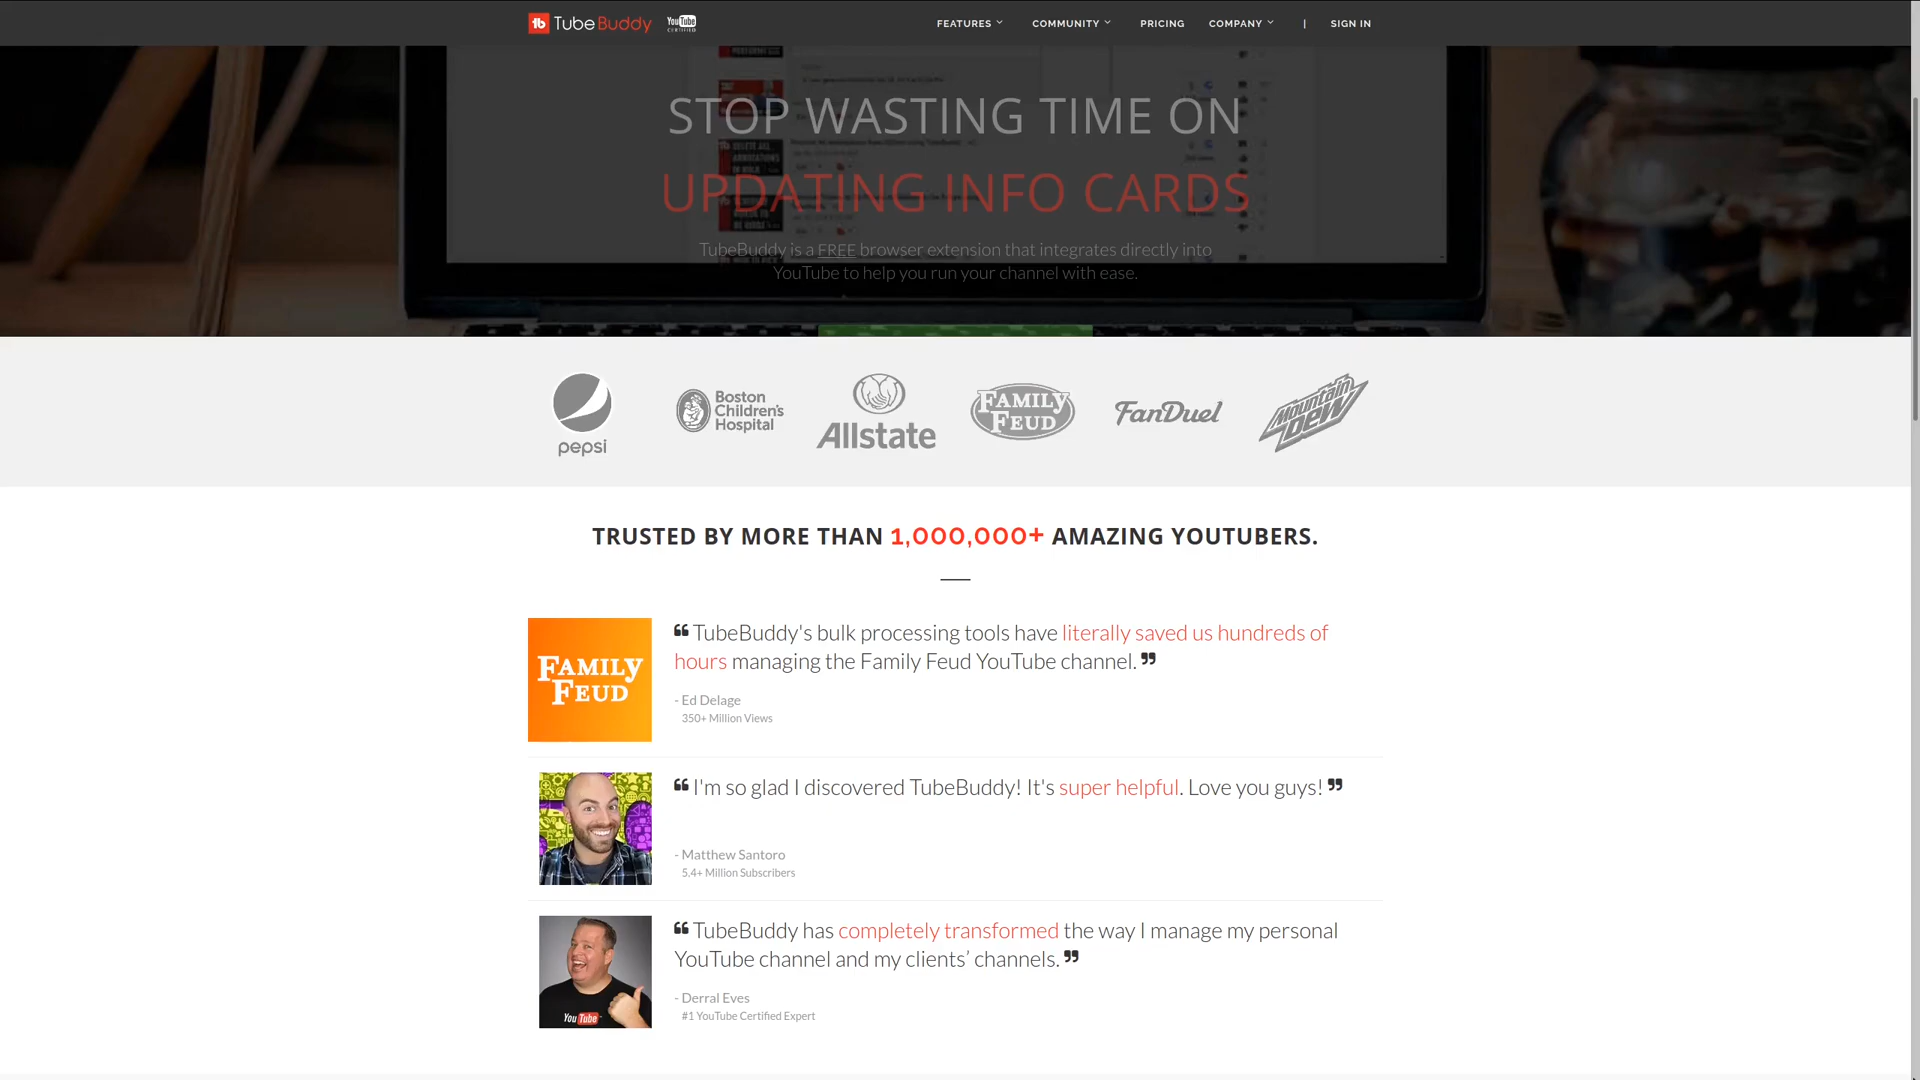 TubeBuddy
YouTube
CERTIFIED
FEATURES
COMMUNITY
PRICING
COMPANY
|
SIGN IN
STOP WASTING TIME ON
UPDATING INFO CARDS
TubeBuddy is a FREE browser extension that integrates directly into
YouTube to help you run your channel with ease.
pepsi
Boston
Children's
Hospital
Allstate
FAMILY
FEUD
FanDuel
Mountain
DEW
TRUSTED BY MORE THAN 1,000,000+ AMAZING YOUTUBERS.
FAMILY
FEUD
❝ TubeBuddy's bulk processing tools have literally saved us hundreds of
hours managing the Family Feud YouTube channel. ❞
- Ed Delage
350+ Million Views
❝ I'm so glad I discovered TubeBuddy! It's super helpful. Love you guys! ❞
- Matthew Santoro
5.4+ Million Subscribers
❝ TubeBuddy has completely transformed the way I manage my personal
YouTube channel and my clients’ channels. ❞
- Derral Eves
#1 YouTube Certified Expert
YouTube